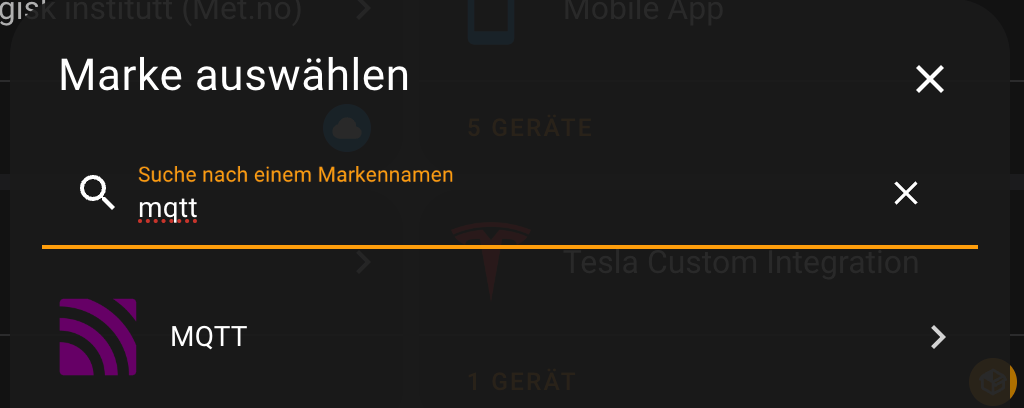 gisk institutt (Met.no)
Mobile App
Marke auswählen
5 GERÄTE
Suche nach einem Markennamen
mqtt
Tesla Custom Integration
MQTT
1 GERÄT